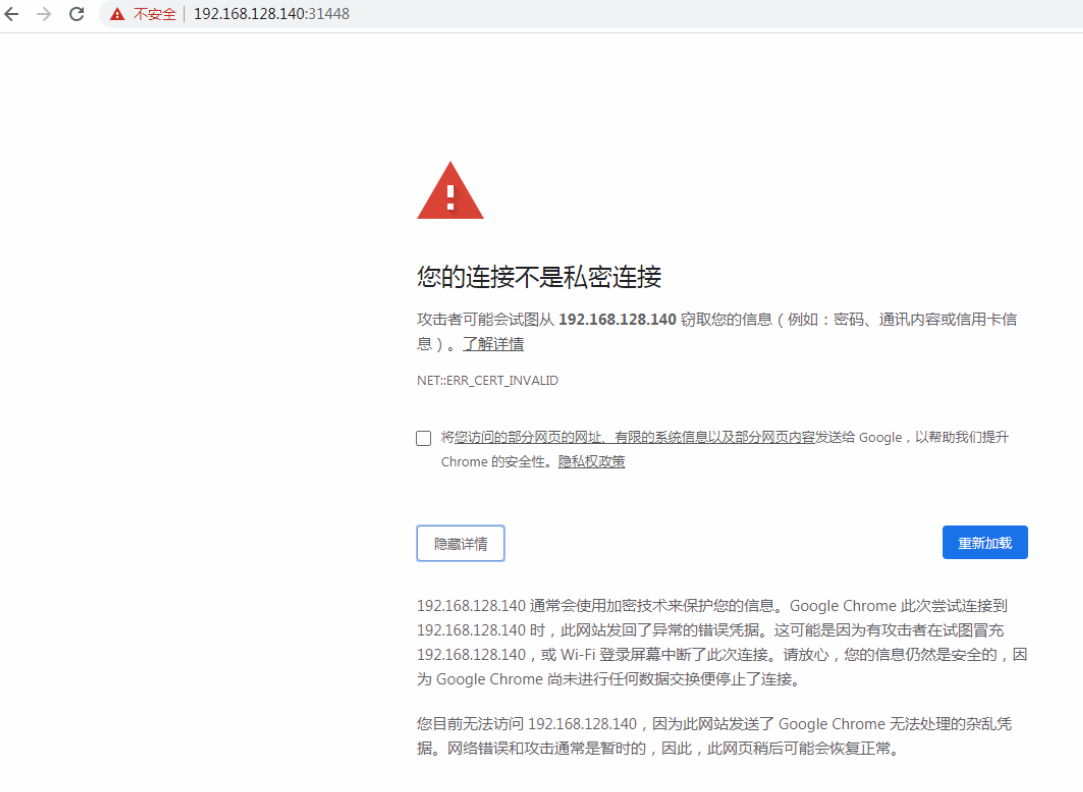 不安全 | 192.168.128.140:31448
您的连接不是私密连接
攻击者可能会试图从 192.168.128.140 窃取您的信息（例如：密码、通讯内容或信用卡信
息）。了解详情
NET::ERR_CERT_INVALID
将您访问的部分网页的网址、有限的系统信息以及部分网页内容发送给 Google，以帮助我们提升
Chrome 的安全性。隐私权政策
隐藏详情
重新加载
192.168.128.140 通常会使用加密技术来保护您的信息。Google Chrome 此次尝试连接到
192.168.128.140 时，此网站发回了异常的错误凭据。这可能是因为有攻击者在试图冒充
192.168.128.140，或 Wi-Fi 登录屏幕中断了此次连接。请放心，您的信息仍然是安全的，因
为 Google Chrome 尚未进行任何数据交换便停止了连接。
您目前无法访问 192.168.128.140，因为此网站发送了 Google Chrome 无法处理的杂乱凭
据。网络错误和攻击通常是暂时的，因此，此网页稍后可能会恢复正常。